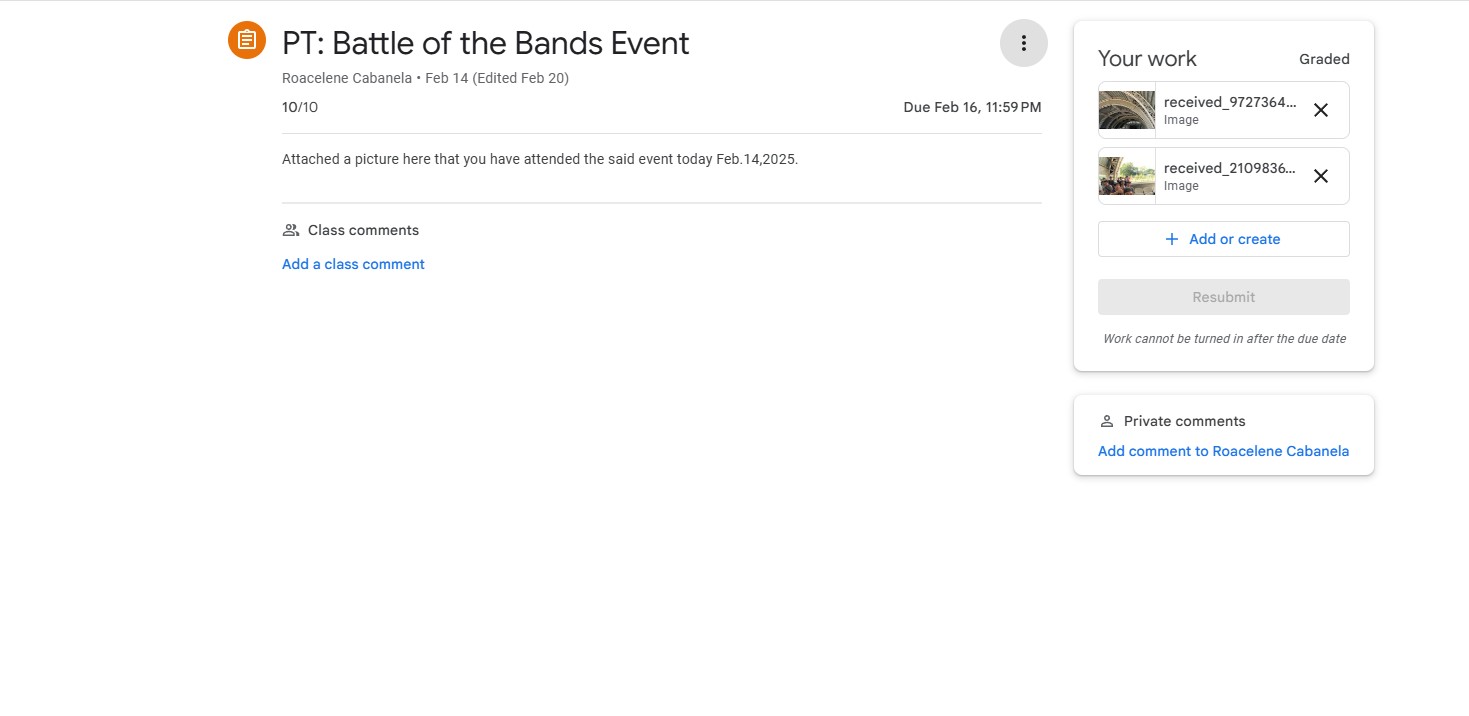 PT: Battle of the Bands Event
Roacelene Cabanela • Feb 14 (Edited Feb 20)
10/10
Due Feb 16, 11:59 PM
Attached a picture here that you have attended the said event today Feb.14,2025.
Class comments
Add a class comment
Your work
Graded
received_9727364...
Image
received_2109836...
Image
Add or create
Resubmit
Work cannot be turned in after the due date
Private comments
Add comment to Roacelene Cabanela